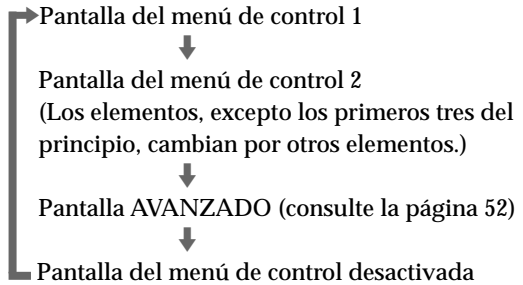 Pantalla del menú de control 1
Pantalla del menú de control 2
(Los elementos, excepto los primeros tres del
principio, cambian por otros elementos.)
Pantalla AVANZADO (consulte la página 52)
Pantalla del menú de control desactivada